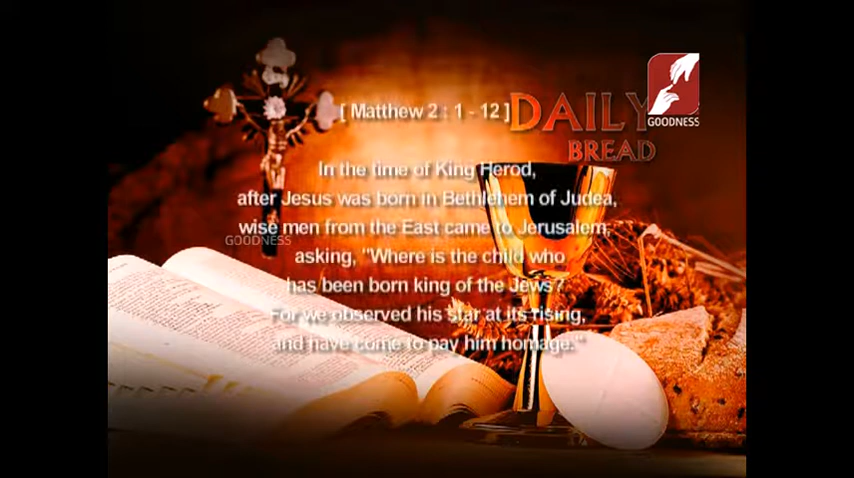 [ Matthew 2 : 1 - 12 ]
DAILY
BREAD
GOODNESS
In the time of King Herod,
after Jesus was born in Bethlehem of Judea,
wise men from the East came to Jerusalem,
GOODNESS
asking, "Where is the child who
has been born king of the Jews?
For we observed his star at its rising,
and have come to pay him homage."